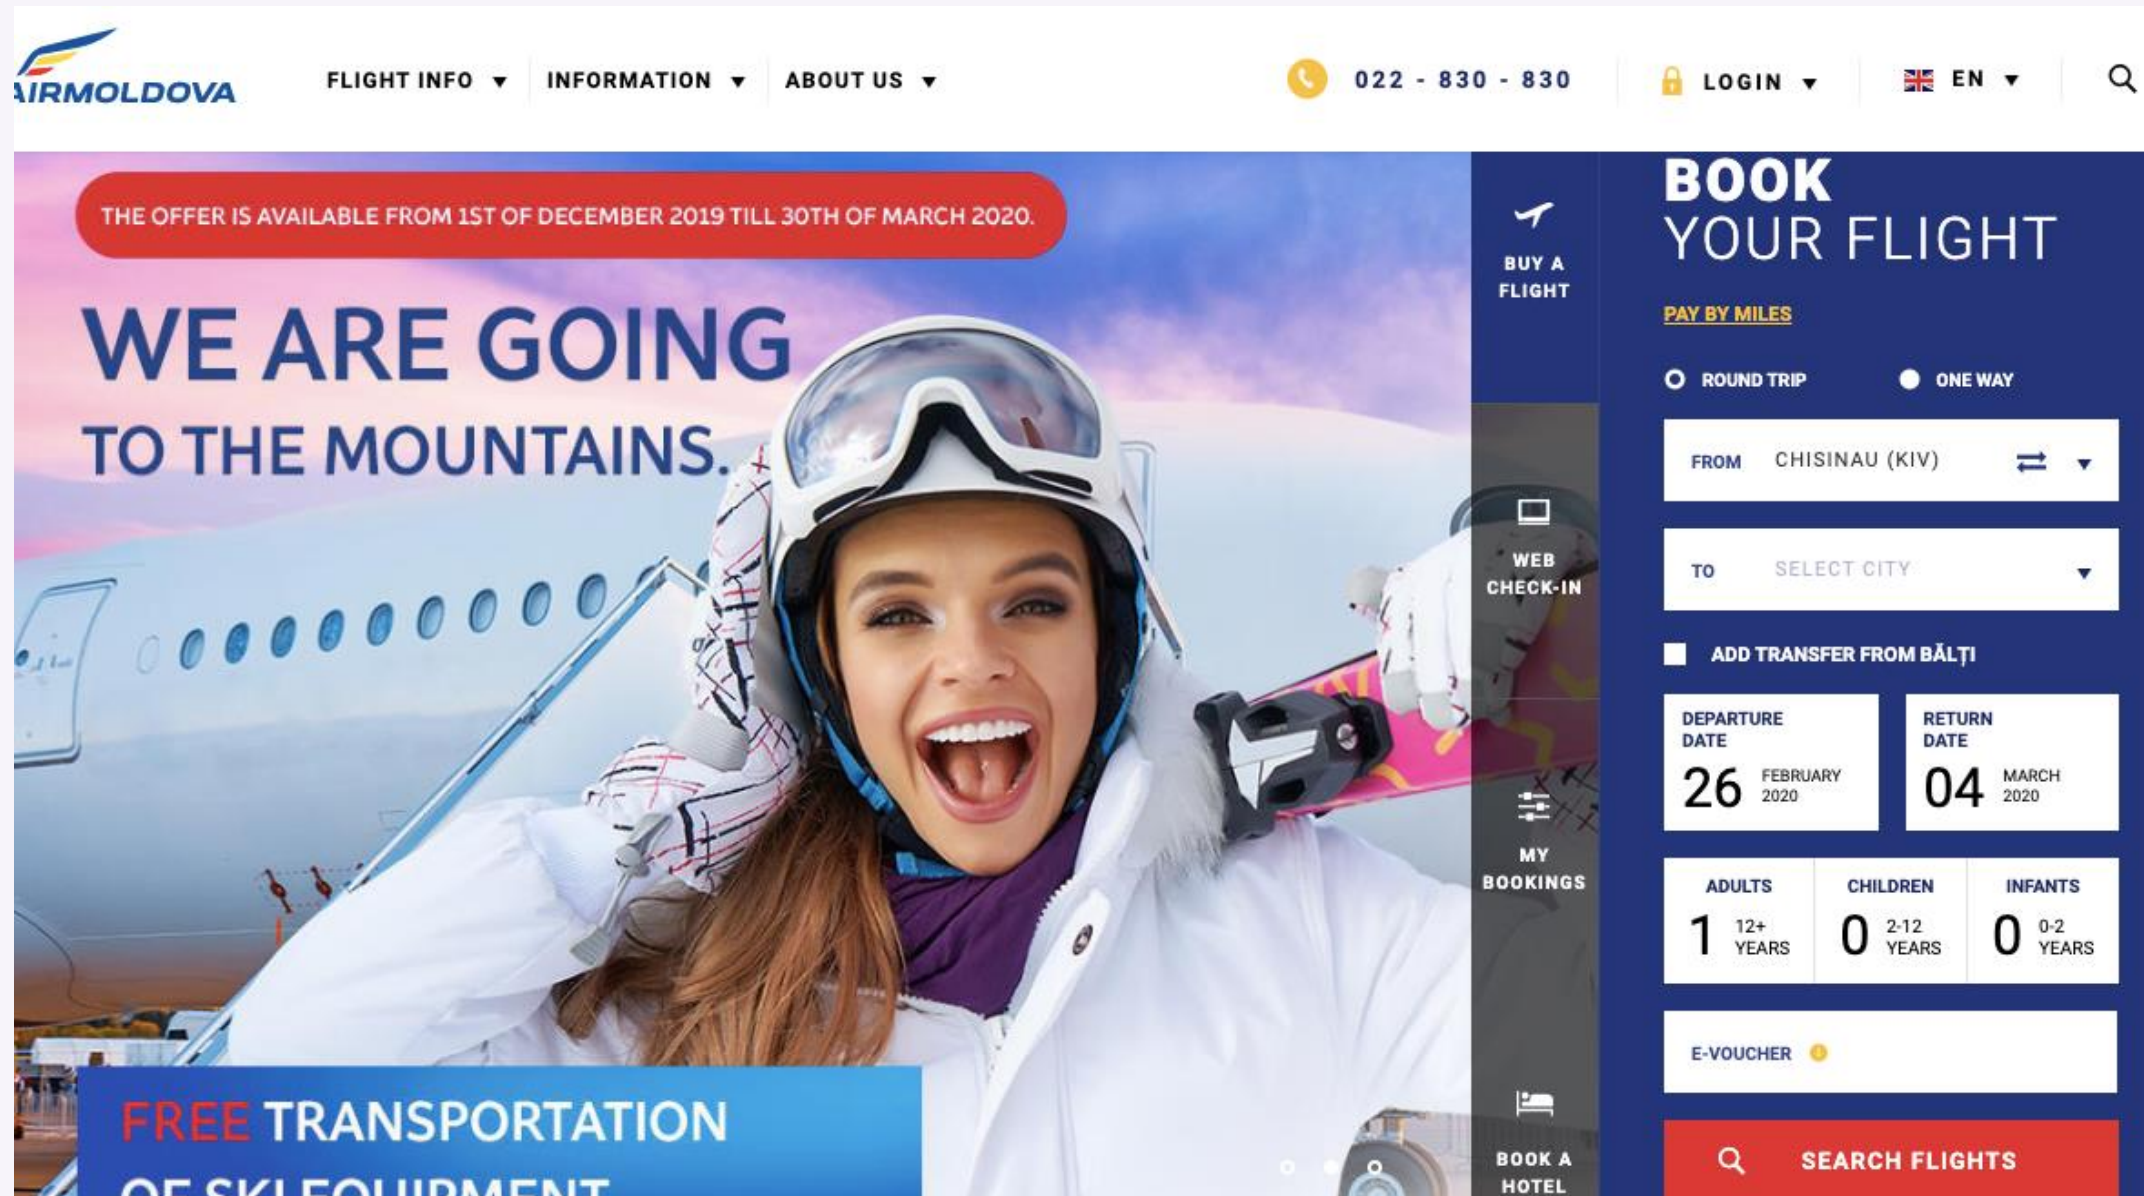 AIRMOLDOVA
FLIGHT INFO
INFORMATION
ABOUT US
022 - 830 - 830
LOGIN
EN
THE OFFER IS AVAILABLE FROM 1ST OF DECEMBER 2019 TILL 30TH OF MARCH 2020.
WE ARE GOING
TO THE MOUNTAINS.
FREE TRANSPORTATION
OF SKI EQUIPMENT
BUY A
FLIGHT
WEB
CHECK-IN
MY
BOOKINGS
BOOK A
HOTEL
BOOK
YOUR FLIGHT
PAY BY MILES
ROUND TRIP
ONE WAY
FROM CHISINAU (KIV)
TO SELECT CITY
ADD TRANSFER FROM BĂLȚI
DEPARTURE
DATE
26 FEBRUARY
2020
RETURN
DATE
04 MARCH
2020
ADULTS
1 12+
YEARS
CHILDREN
0 2-12
YEARS
INFANTS
0 0-2
YEARS
E-VOUCHER
SEARCH FLIGHTS